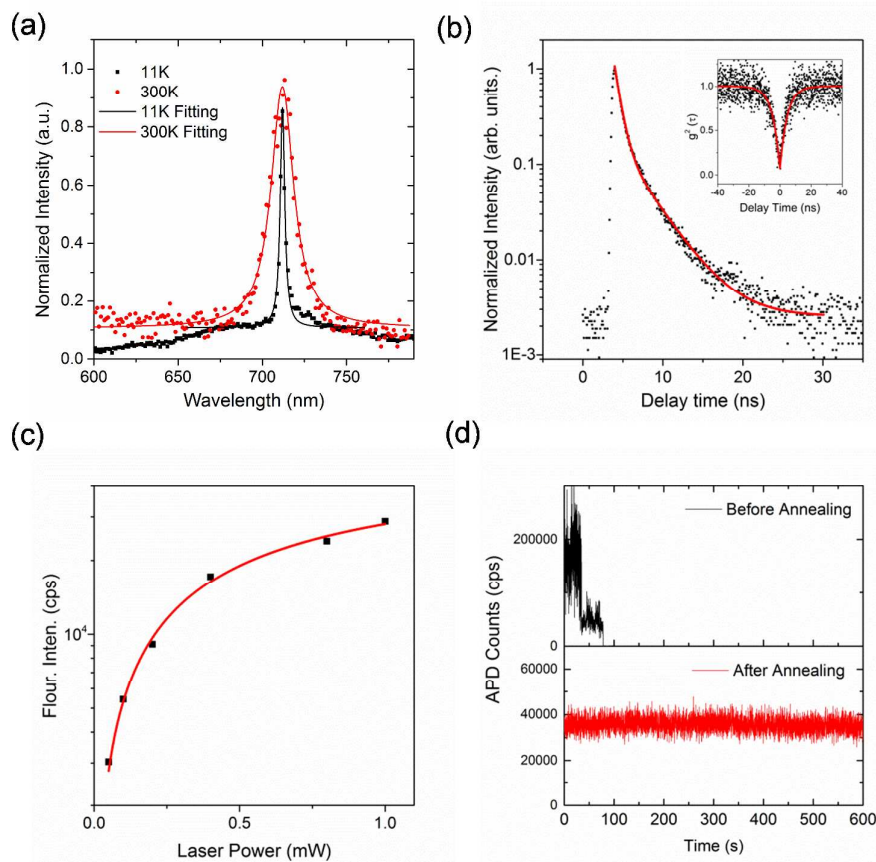 (a)
1.0
0.8
0.6
0.4
0.2
0.0
Normalized Intensity (a.u.)
11K
300K
11K Fitting
300K Fitting
600 650 700 750
Wavelength (nm)
(b)
1
0.1
0.01
1E-3
Normalized Intensity (arb. units.)
0 10 20 30
Delay time (ns)
1.0
0.5
0.0
g² (τ)
-40 -20 0 20 40
Delay Time (ns)
(c)
10⁴
Flour. Inten. (cps)
0.0 0.5 1.0
Laser Power (mW)
(d)
Before Annealing
200000
0
After Annealing
60000
40000
20000
0
APD Counts (cps)
0 100 200 300 400 500 600
Time (s)